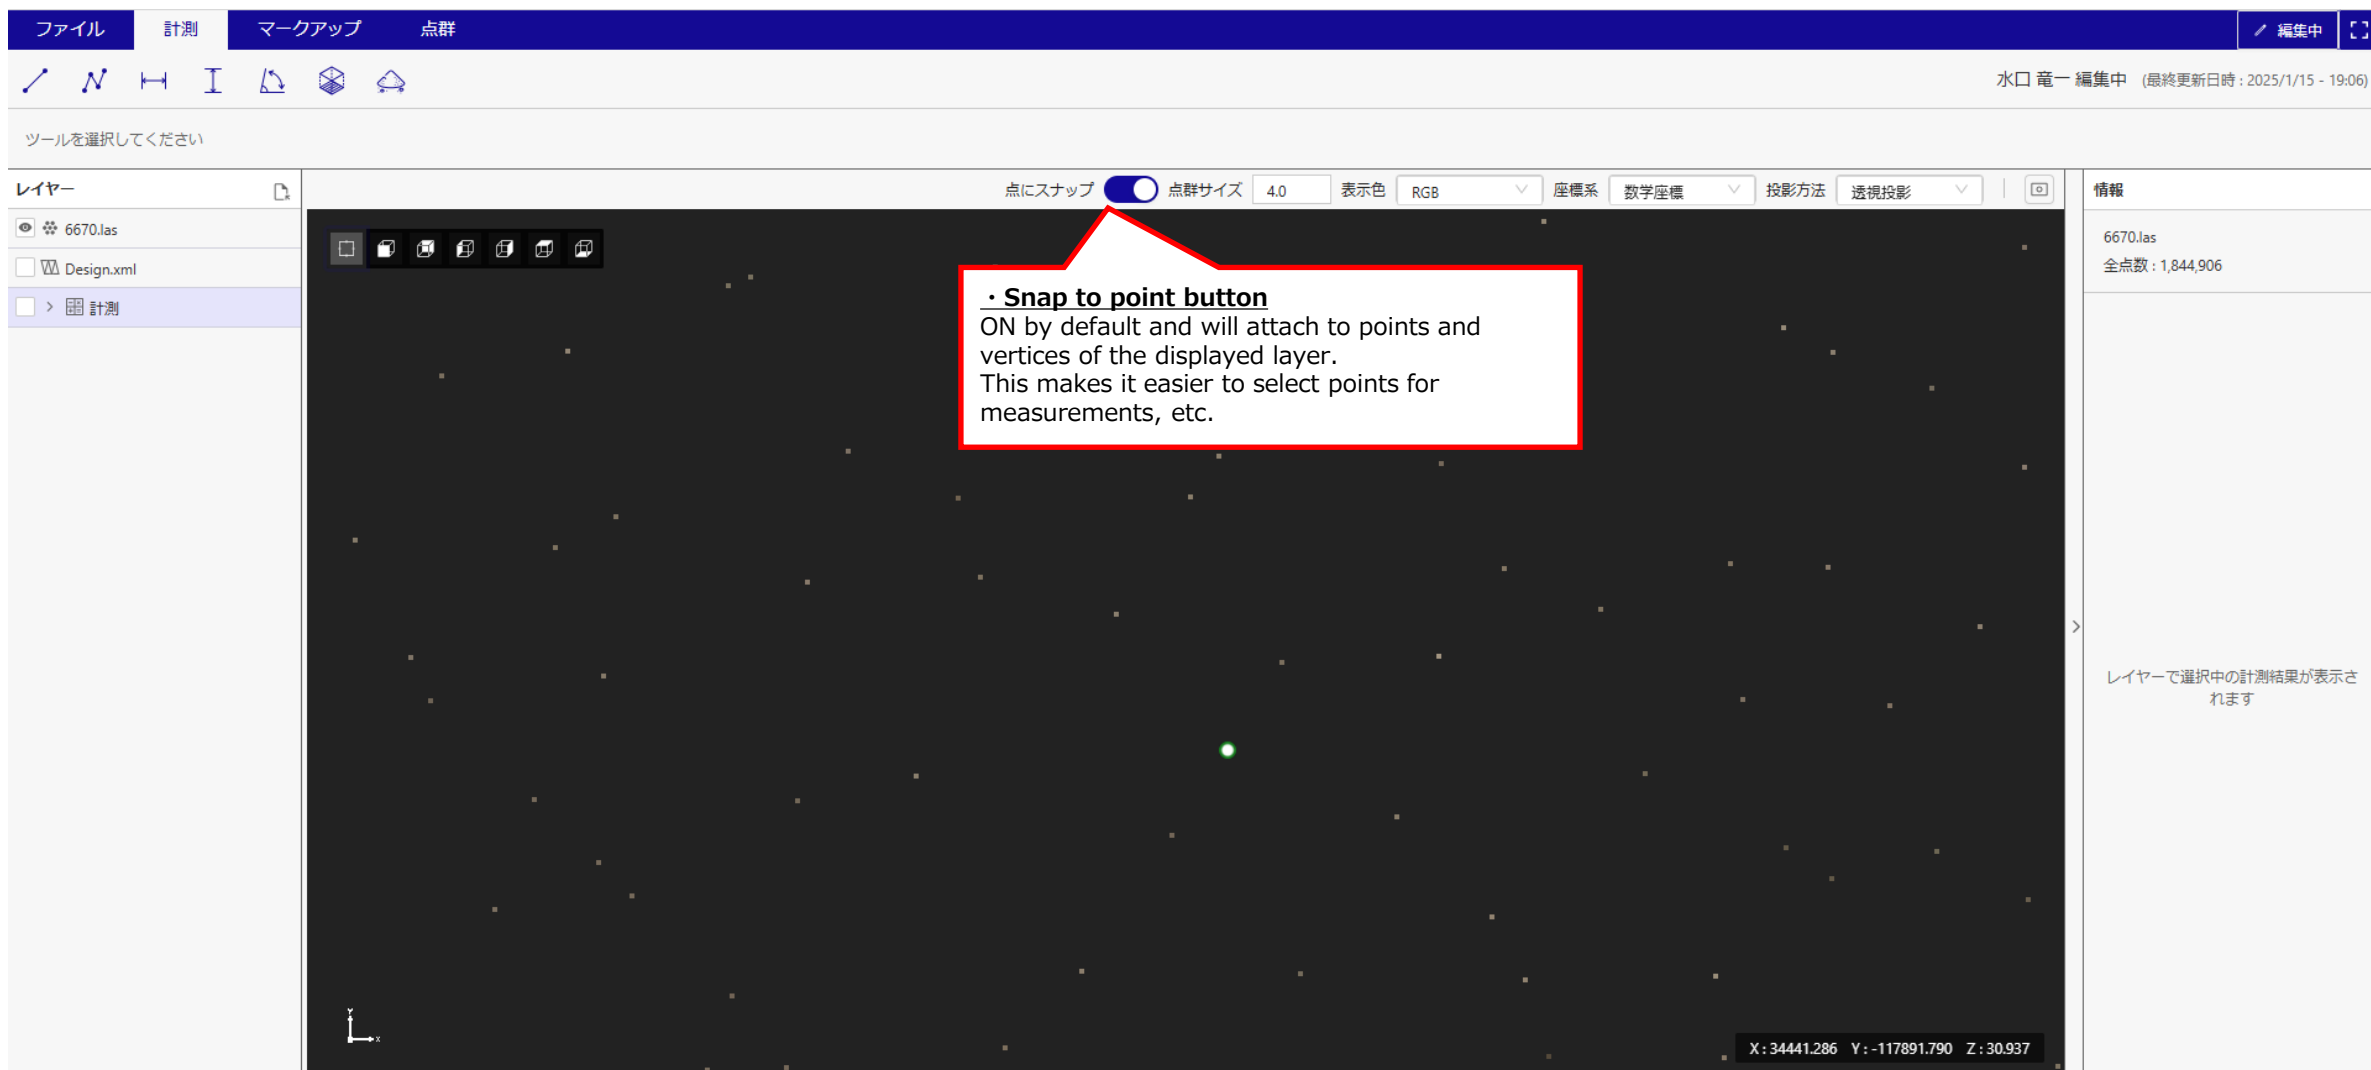 ファイル 計測 マークアップ 点群 編集中
水口 竜一 編集中 (最終更新日時 : 2025/1/15 - 19:06)
ツールを選択してください
レイヤー
点にスナップ 点群サイズ 4.0 表示色 RGB 座標系 数学座標 投影方法 透視投影
情報
6670.las
Design.xml
計測
6670.las
全点数 : 1,844,906
・Snap to point button
ON by default and will attach to points and
vertices of the displayed layer.
This makes it easier to select points for
measurements, etc.
レイヤーで選択中の計測結果が表示さ
れます
Y
X
X : 34441.286 Y : -117891.790 Z : 30.937